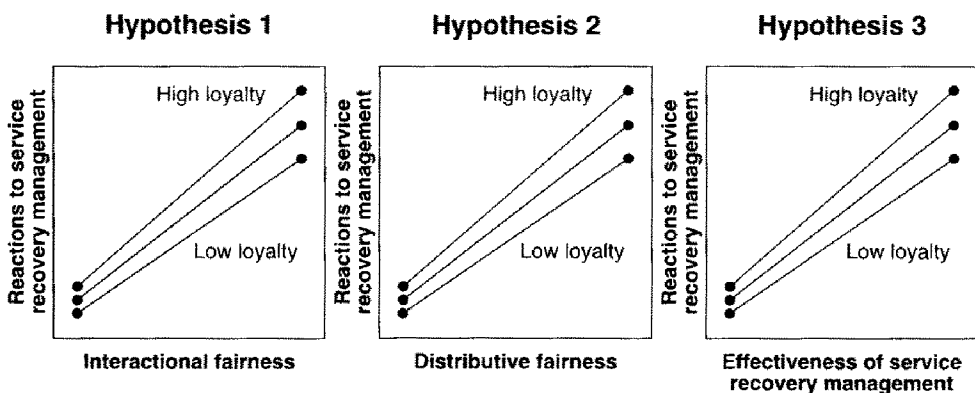 Hypothesis 1
Reactions to service
recovery management
High loyalty
Low loyalty
Interactional fairness
Hypothesis 2
Reactions to service
recovery management
High loyalty
Low loyalty
Distributive fairness
Hypothesis 3
Reactions to service
recovery management
High loyalty
Low loyalty
Effectiveness of service
recovery management